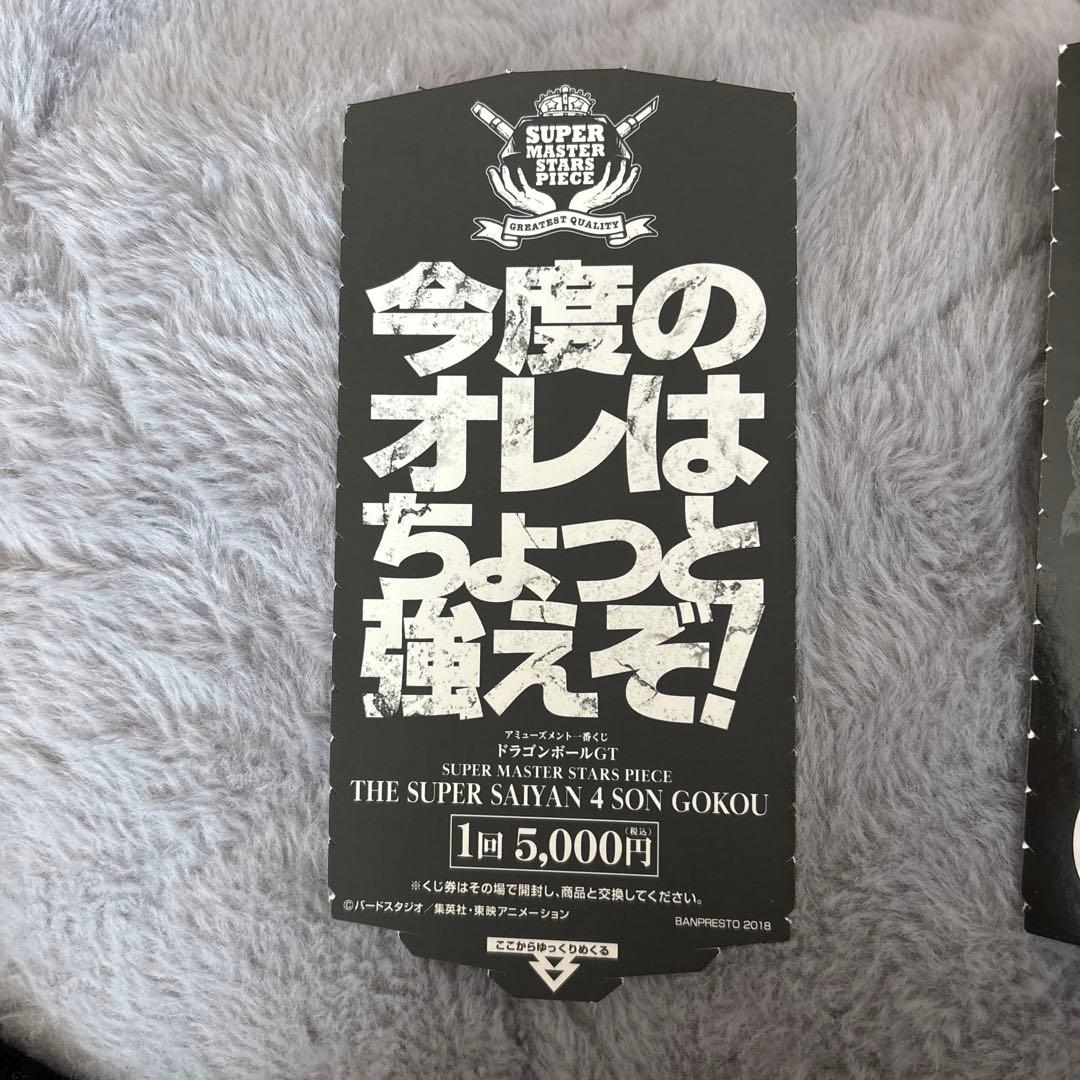 SUPER
MASTER
STARS
PIECE
GREATEST QUALITY
今度の
オレは
ちょっと
強えぞ!
アミューズメント一番くじ
ドラゴンボールGT
SUPER MASTER STARS PIECE
THE SUPER SAIYAN 4 SON GOKOU
1回 5,000円(税込)
※くじ券はその場で開封し、商品と交換してください。
©バードスタジオ/集英社・東映アニメーション
BANPRESTO 2018
ここからゆっくりめくる